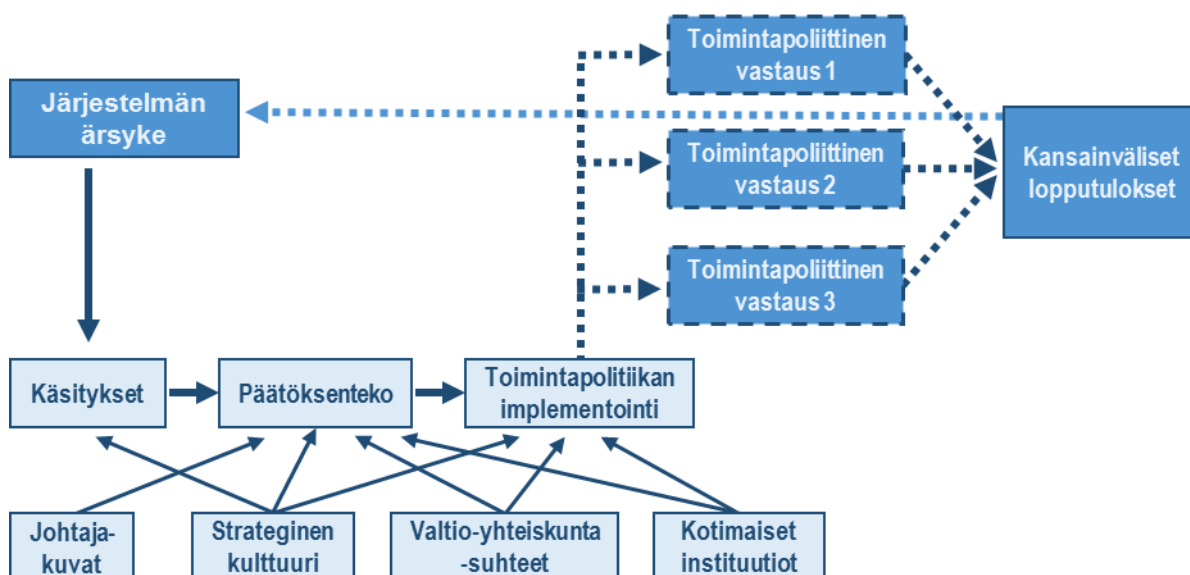 Toimintapoliittinen
vastaus 1
Järjestelmän
ärsyke
Toimintapoliittinen
vastaus 2
Kansainväliset
lopputulokset
Toimintapoliittinen
vastaus 3
Käsitykset
Päätöksenteko
Toimintapolitiikan
implementointi
Johtaja-
kuvat
Strateginen
kulttuuri
Valtio-yhteiskunta
-suhteet
Kotimaiset
instituutiot